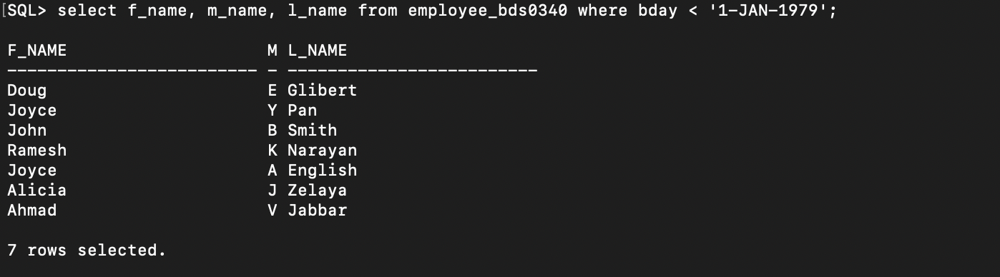 [SQL> select f_name, m_name, l_name from employee_bds0340 where bday < '1-JAN-1979';
F_NAME                    M L_NAME
------------------------- - -------------------------
Doug                      E Glibert
Joyce                     Y Pan
John                      B Smith
Ramesh                    K Narayan
Joyce                     A English
Alicia                    J Zelaya
Ahmad                     V Jabbar
7 rows selected.